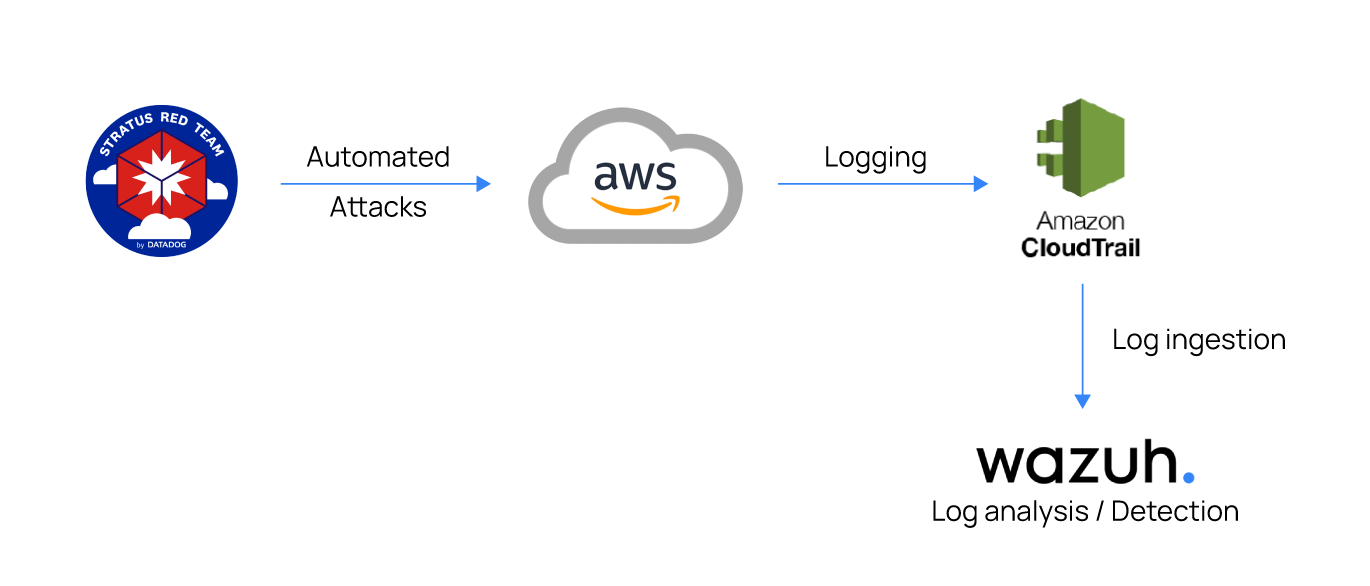 STRATUS RED TEAM
by DATADOG
Automated
Attacks
aws
Logging
Amazon
CloudTrail
Log ingestion
wazuh.
Log analysis / Detection